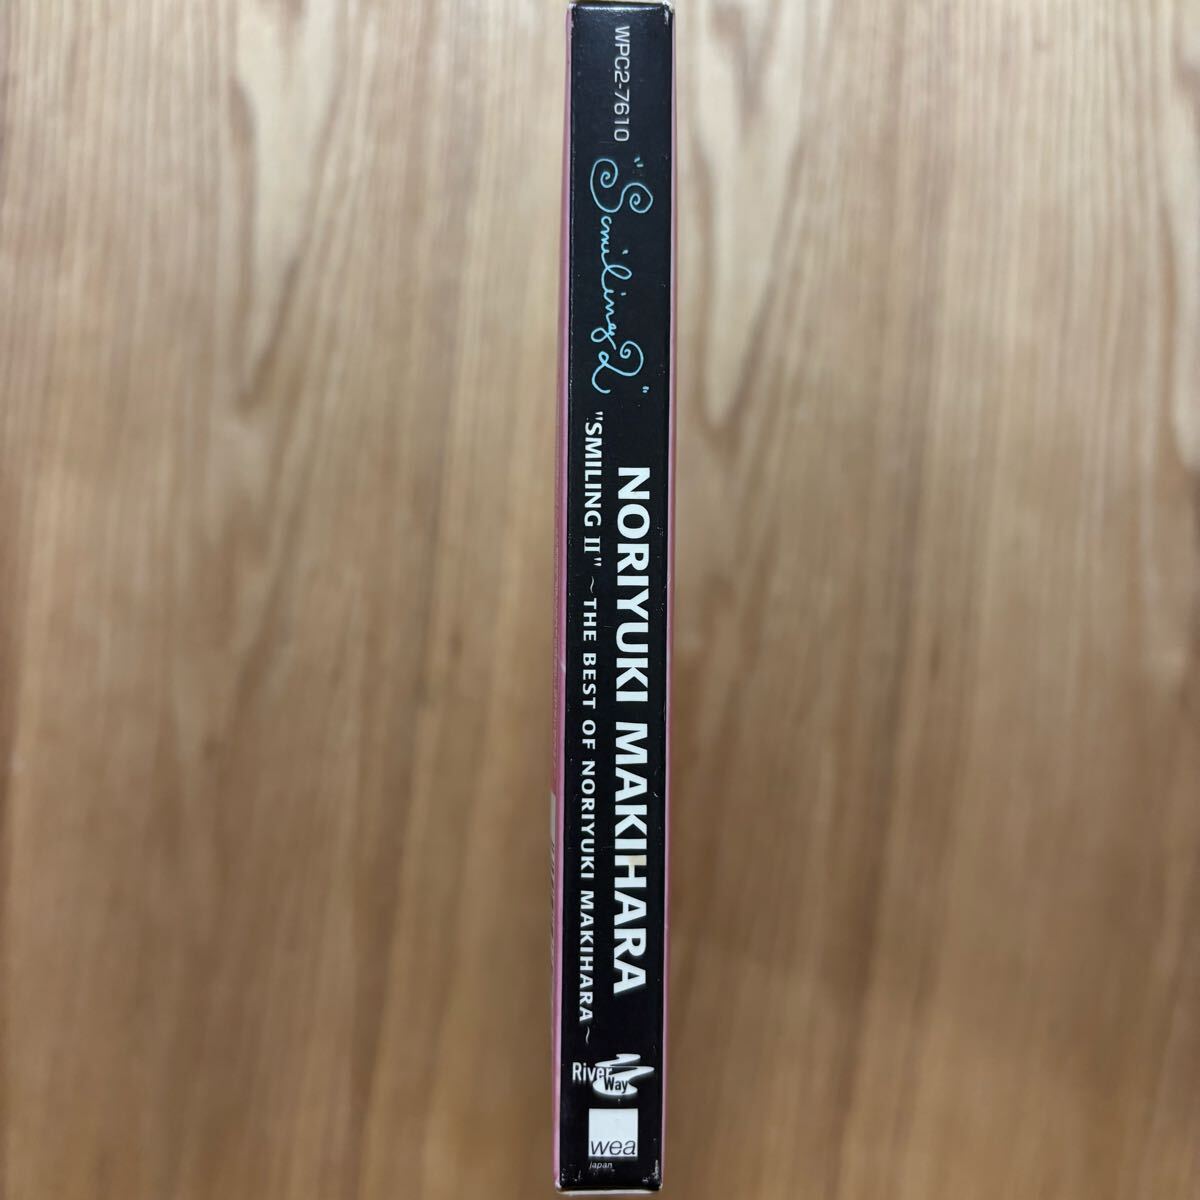 WPC2-7610
"Smiling 2"
NORIYUKI MAKIHARA
"SMILING II" ~THE BEST OF NORIYUKI MAKIHARA~
River Way
wea
japan